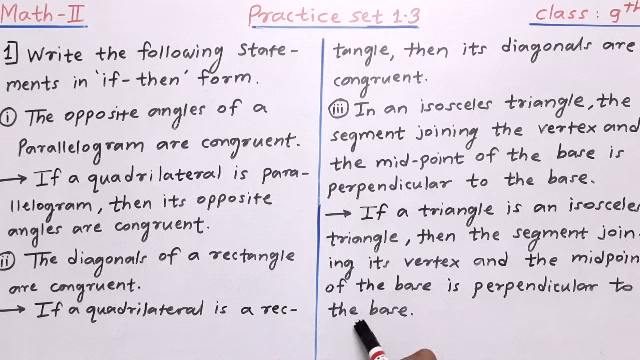 Math-II
Practice set 1.3
class: 9th
1 Write the following state-
ments in 'if-then' form.
i The opposite angles of a
parallelogram are congruent.
→ If a quadrilateral is para-
llelogram, then its opposite
angles are congruent.
ii The diagonals of a rectangle
are congruent.
→ If a quadrilateral is a rec-
tangle, then its diagonals are
congruent.
iii In an isosceles triangle, the
segment joining the vertex and
the mid-point of the base is
perpendicular to the base.
→ If a triangle is an isosceles
triangle, then the segment join-
ing its vertex and the midpoin
of the base is perpendicular to
the base.